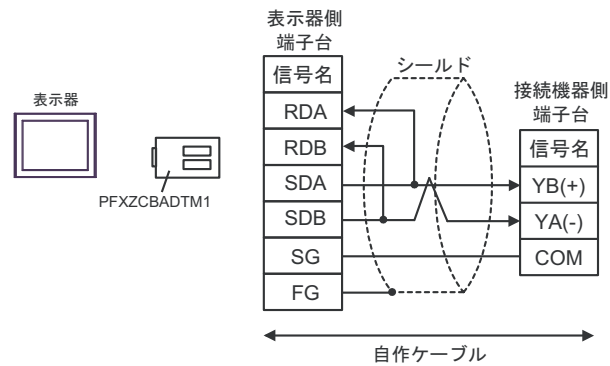 表示器
PFXZCBADTM1
表示器側
端子台
信号名
RDA
RDB
SDA
SDB
SG
FG
シールド
接続機器側
端子台
信号名
YB(+)
YA(-)
COM
自作ケーブル